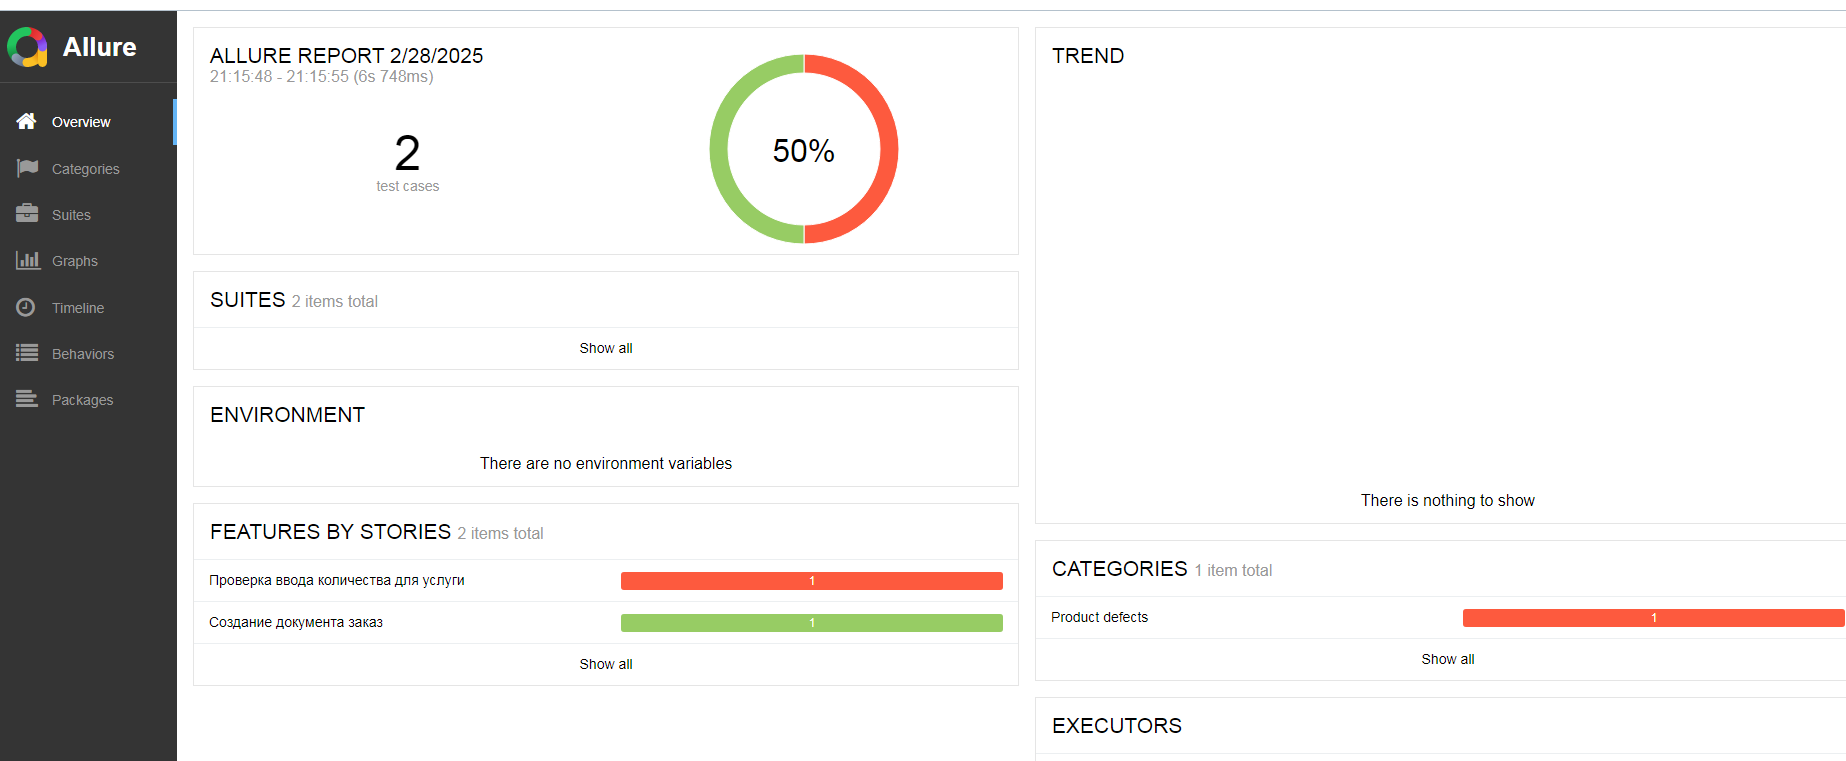 Allure
Overview
Categories
Suites
Graphs
Timeline
Behaviors
Packages
ALLURE REPORT 2/28/2025
21:15:48 - 21:15:55 (6s 748ms)
2
test cases
50%
SUITES 2 items total
Show all
ENVIRONMENT
There are no environment variables
FEATURES BY STORIES 2 items total
Проверка ввода количества для услуги 1
Создание документа заказ 1
Show all
TREND
There is nothing to show
CATEGORIES 1 item total
Product defects 1
Show all
EXECUTORS